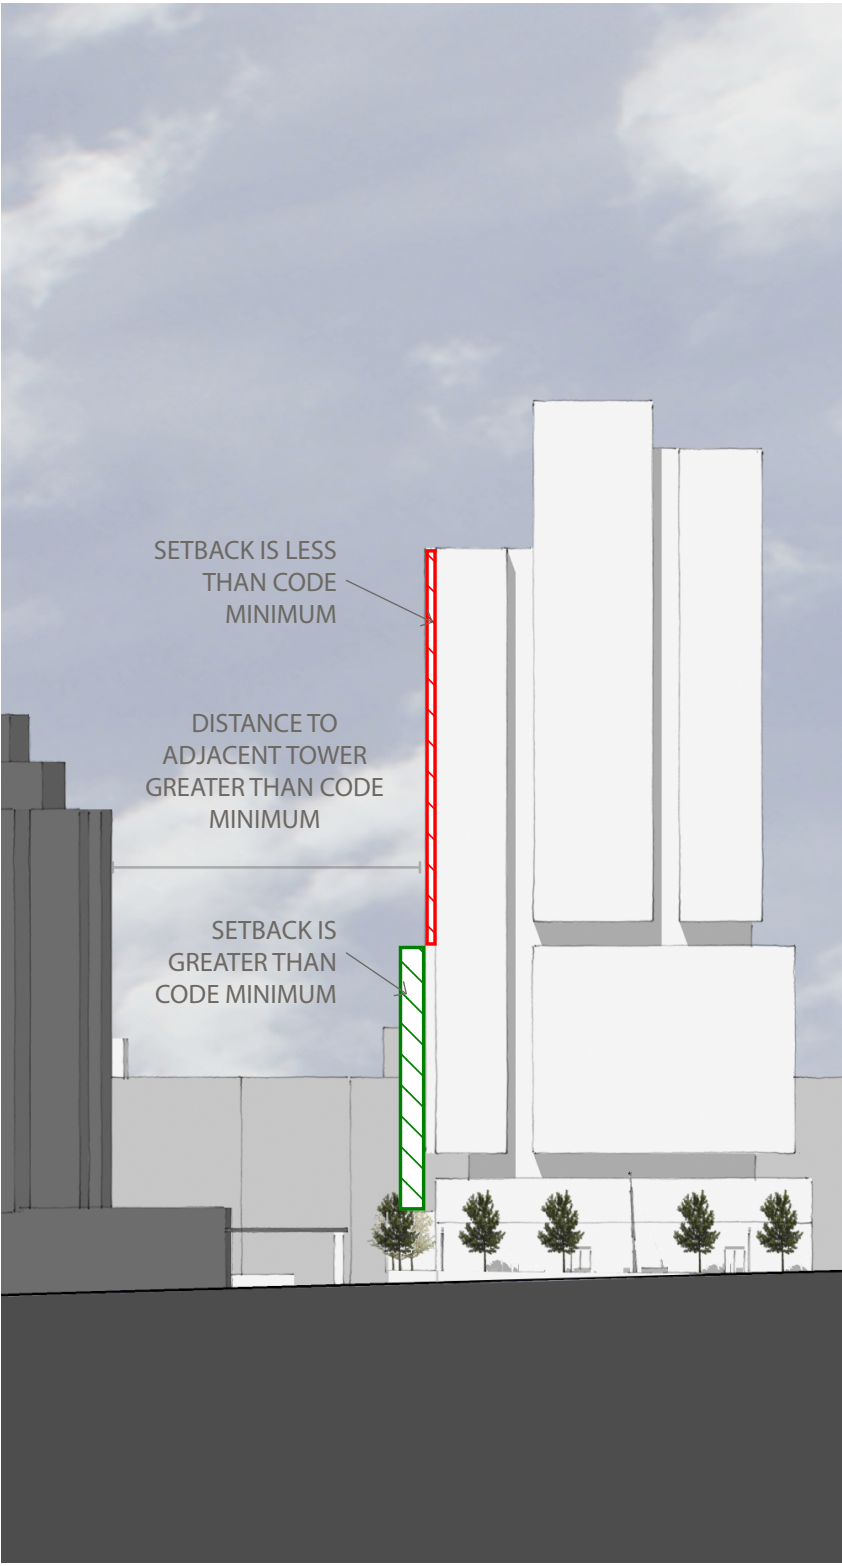 SETBACK IS LESS
THAN CODE
MINIMUM
DISTANCE TO
ADJACENT TOWER
GREATER THAN CODE
MINIMUM
SETBACK IS
GREATER THAN
CODE MINIMUM